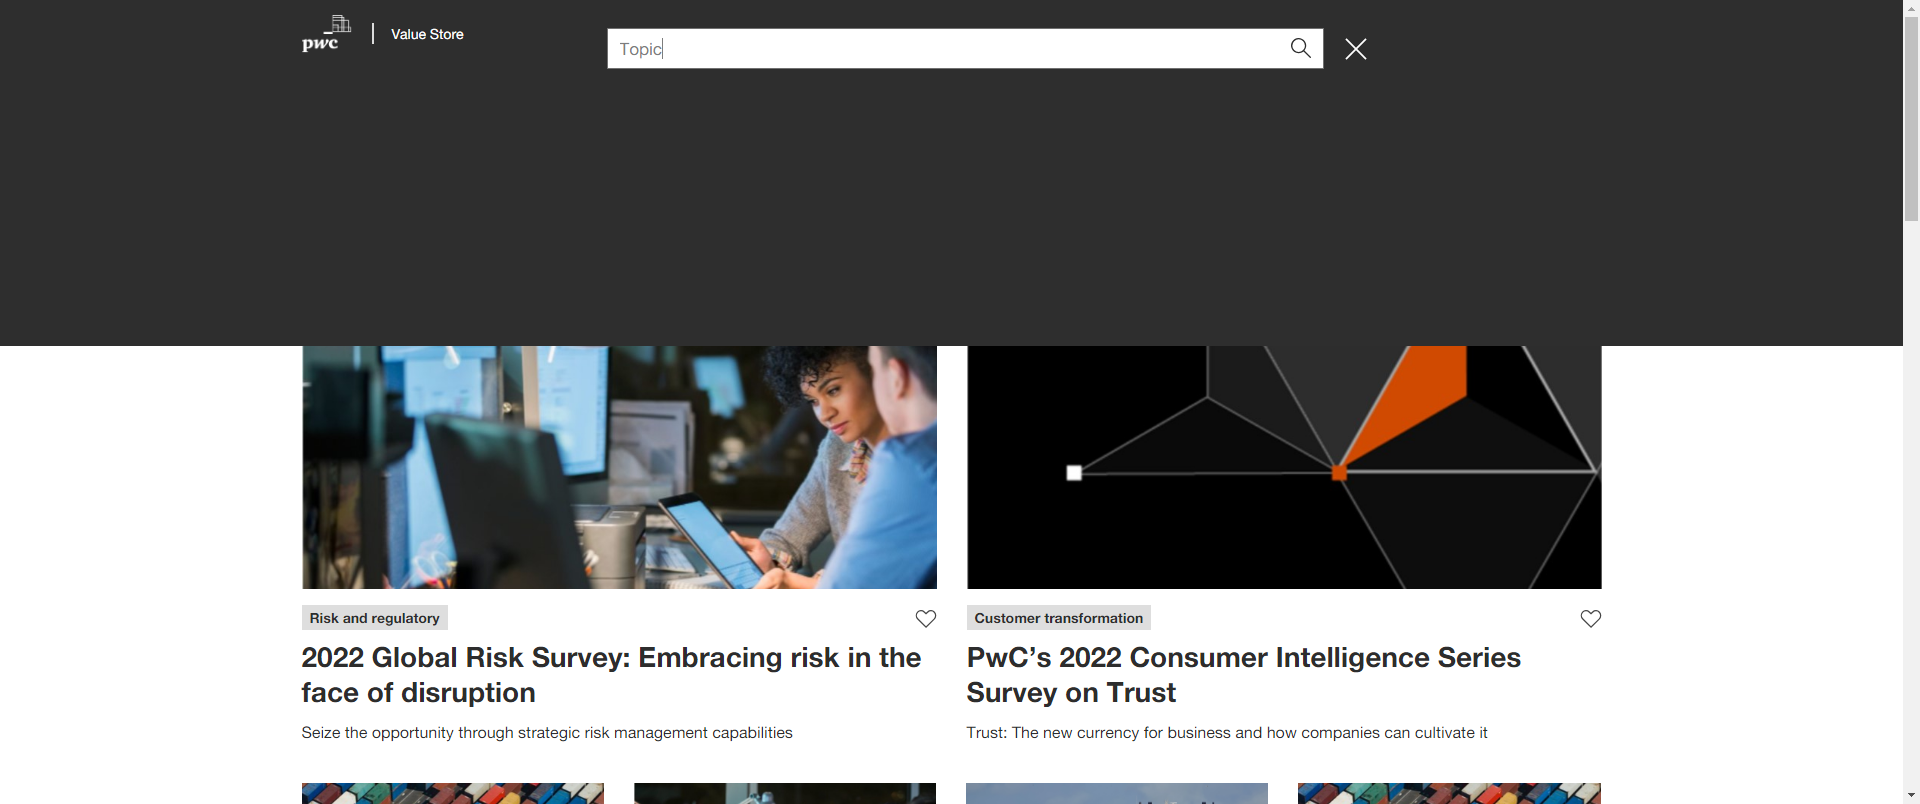 pwc
Value Store
Topic
Risk and regulatory
2022 Global Risk Survey: Embracing risk in the
face of disruption
Seize the opportunity through strategic risk management capabilities
Customer transformation
PwC’s 2022 Consumer Intelligence Series
Survey on Trust
Trust: The new currency for business and how companies can cultivate it